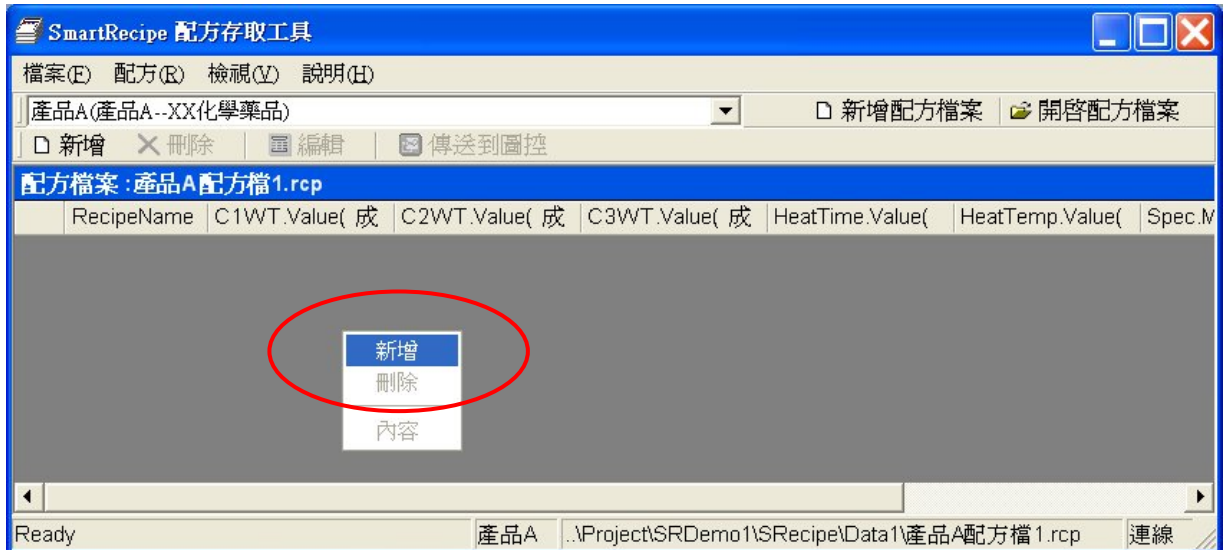 SmartRecipe 配方存取工具
檔案(F) 配方(R) 檢視(V) 說明(H)
產品A(產品A--XX化學藥品) 新增配方檔案 開啓配方檔案
新增 刪除 編輯 傳送到圖控
配方檔案 :產品A配方檔1.rcp
RecipeName C1WT.Value( 成 C2WT.Value( 成 C3WT.Value( 成 HeatTime.Value( HeatTemp.Value( Spec.M
新增
刪除
內容
Ready 產品A ..\Project\SRDemo1\SRecipe\Data1\產品A配方檔1.rcp 連線